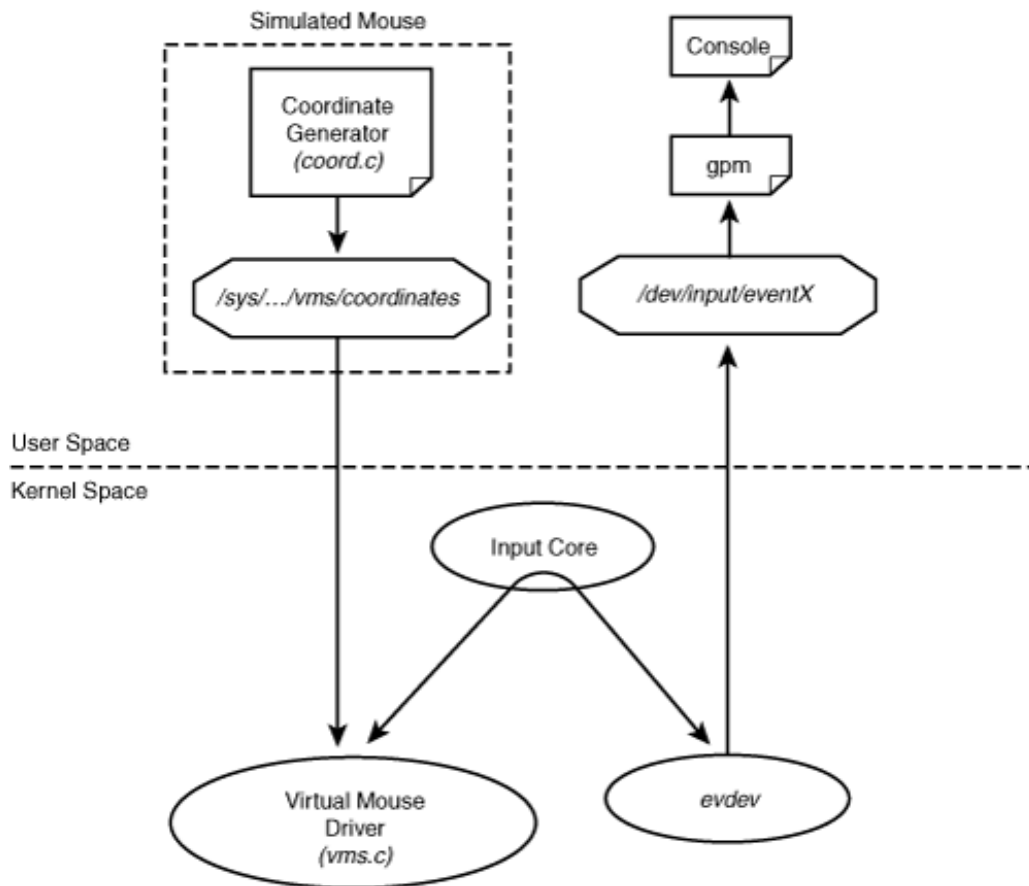 Simulated Mouse
Coordinate
Generator
(coord.c)
/sys/…/vms/coordinates
Console
gpm
/dev/input/eventX
User Space
Kernel Space
Input Core
Virtual Mouse
Driver
(vms.c)
evdev